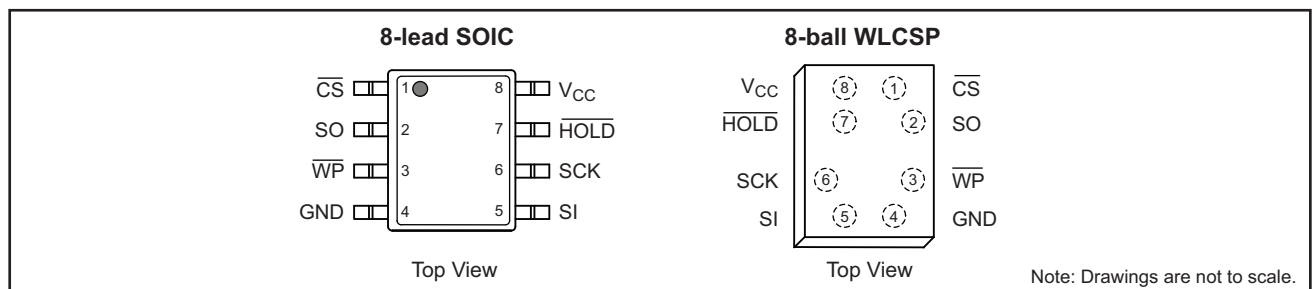 8-lead SOIC
CS 1 8 VCC
SO 2 7 HOLD
WP 3 6 SCK
GND 4 5 SI
Top View
8-ball WLCSP
VCC 8 1 CS
HOLD 7 2 SO
SCK 6 3 WP
SI 5 4 GND
Top View
Note: Drawings are not to scale.